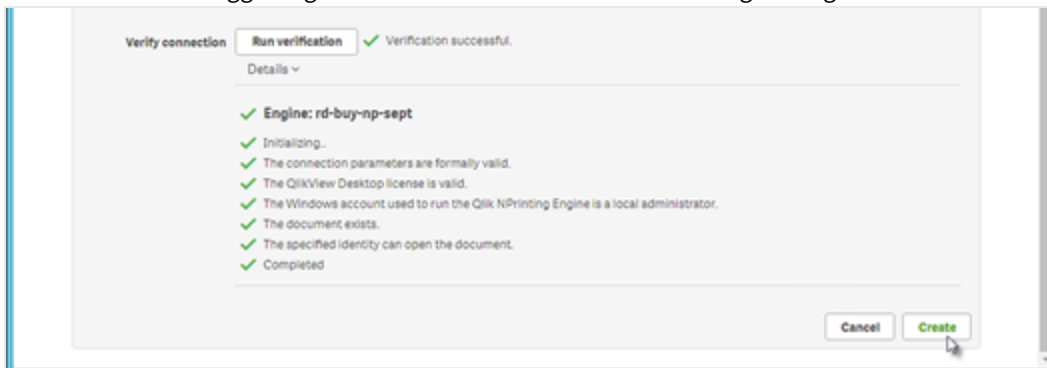 Verify connection Run verification Verification successful.
Details
Engine: rd-buy-np-sept
Initializing..
The connection parameters are formally valid.
The QlikView Desktop license is valid.
The Windows account used to run the Qlik NPrinting Engine is a local administrator.
The document exists.
The specified identity can open the document.
Completed
Cancel Create